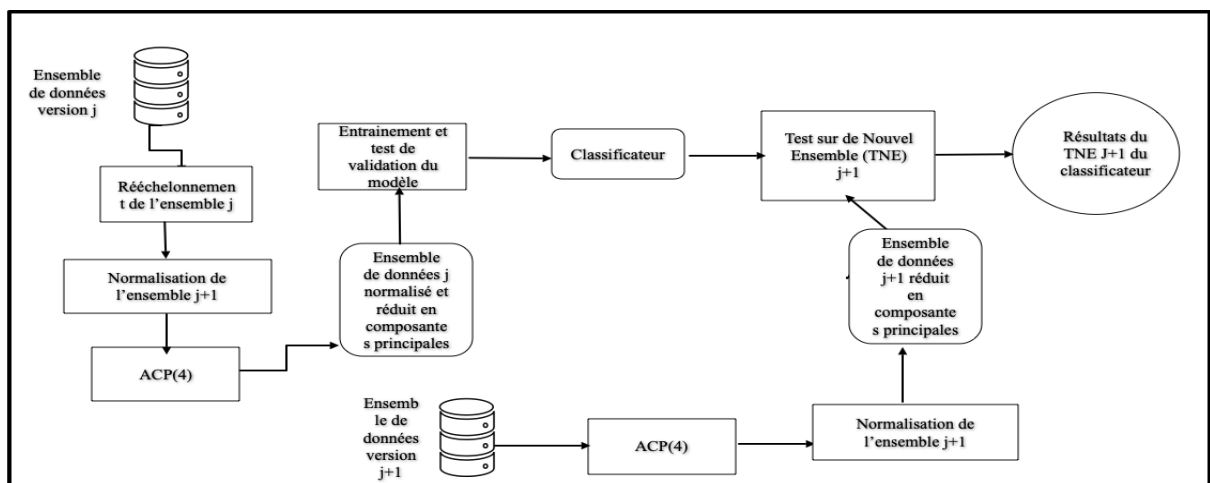 Ensemble
de données
version j
Rééchelonnemen
t de l'ensemble j
Normalisation de
l'ensemble j+1
ACP(4)
Ensemble
de données j
normalisé et
réduit en
composante
s principales
Entrainement et
test de
validation du
modèle
Classificateur
Test sur de Nouvel
Ensemble (TNE)
j+1
Résultats du
TNE J+1 du
classificateur
Ensemb
le de
données
version
j+1
ACP(4)
Normalisation de
l'ensemble j+1
Ensemble
de données
j+1 réduit
en
composante
s principales